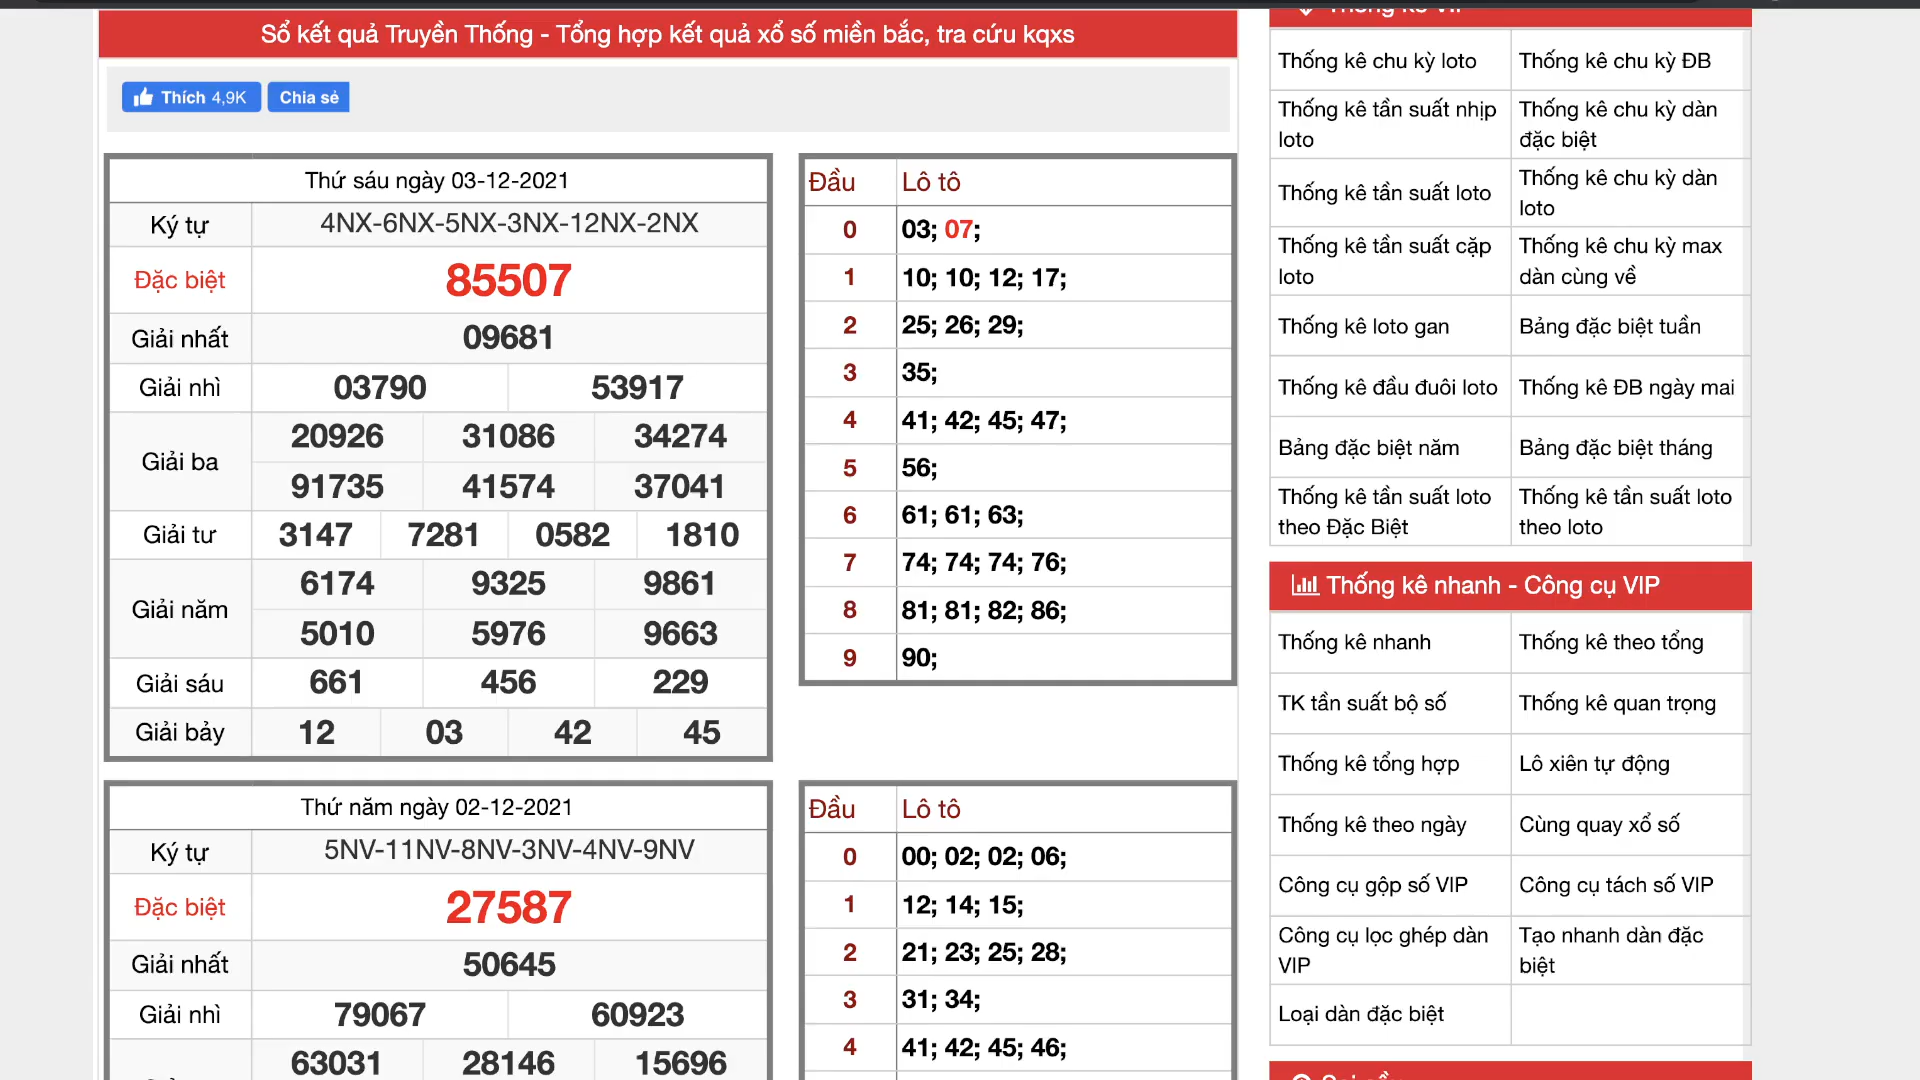 Sổ kết quả Truyền Thống - Tổng hợp kết quả xổ số miền bắc, tra cứu kqxs
Thích 4,9K Chia sẻ
Thứ sáu ngày 03-12-2021
Ký tự 4NX-6NX-5NX-3NX-12NX-2NX
Đặc biệt 85507
Giải nhất 09681
Giải nhì 03790 53917
Giải ba 20926 31086 34274
91735 41574 37041
Giải tư 3147 7281 0582 1810
Giải năm 6174 9325 9861
5010 5976 9663
Giải sáu 661 456 229
Giải bảy 12 03 42 45
Đầu Lô tô
0 03; 07;
1 10; 10; 12; 17;
2 25; 26; 29;
3 35;
4 41; 42; 45; 47;
5 56;
6 61; 61; 63;
7 74; 74; 74; 76;
8 81; 81; 82; 86;
9 90;
Thứ năm ngày 02-12-2021
Ký tự 5NV-11NV-8NV-3NV-4NV-9NV
Đặc biệt 27587
Giải nhất 50645
Giải nhì 79067 60923
63031 28146 15696
Đầu Lô tô
0 00; 02; 02; 06;
1 12; 14; 15;
2 21; 23; 25; 28;
3 31; 34;
4 41; 42; 45; 46;
Thống kê VIP
Thống kê chu kỳ loto Thống kê chu kỳ ĐB
Thống kê tần suất nhịp loto Thống kê chu kỳ dàn đặc biệt
Thống kê tần suất loto Thống kê chu kỳ dàn loto
Thống kê tần suất cặp loto Thống kê chu kỳ max dàn cùng về
Thống kê loto gan Bảng đặc biệt tuần
Thống kê đầu đuôi loto Thống kê ĐB ngày mai
Bảng đặc biệt năm Bảng đặc biệt tháng
Thống kê tần suất loto theo Đặc Biệt Thống kê tần suất loto theo loto
Thống kê nhanh - Công cụ VIP
Thống kê nhanh Thống kê theo tổng
TK tần suất bộ số Thống kê quan trọng
Thống kê tổng hợp Lô xiên tự động
Thống kê theo ngày Cùng quay xổ số
Công cụ gộp số VIP Công cụ tách số VIP
Công cụ lọc ghép dàn VIP Tạo nhanh dàn đặc biệt
Loại dàn đặc biệt